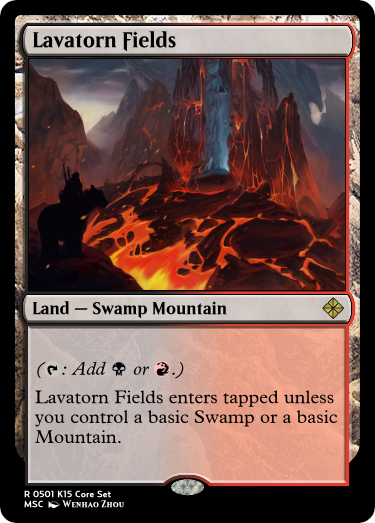 Lavatorn Fields
Land — Swamp Mountain
( : Add  or  .)
Lavatorn Fields enters tapped unless
you control a basic Swamp or a basic
Mountain.
R 0501 K15 Core Set
MSC Wenhao Zhou